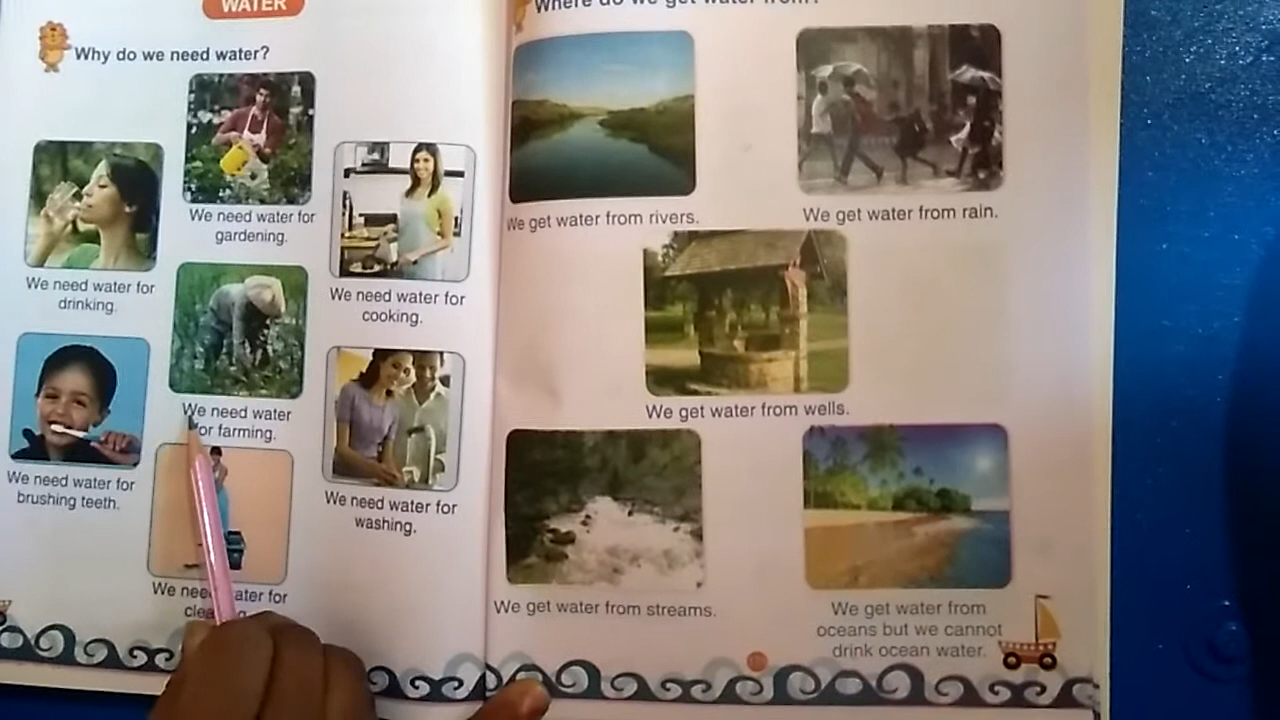 WATER
Why do we need water?
We need water for
gardening.
We need water for
drinking.
We need water for
cooking.
We need water
for farming.
We need water for
brushing teeth.
We need water for
washing.
We need water for
Where do we get water from?
We get water from rivers.
We get water from rain.
We get water from wells.
We get water from streams.
We get water from
oceans but we cannot
drink ocean water.